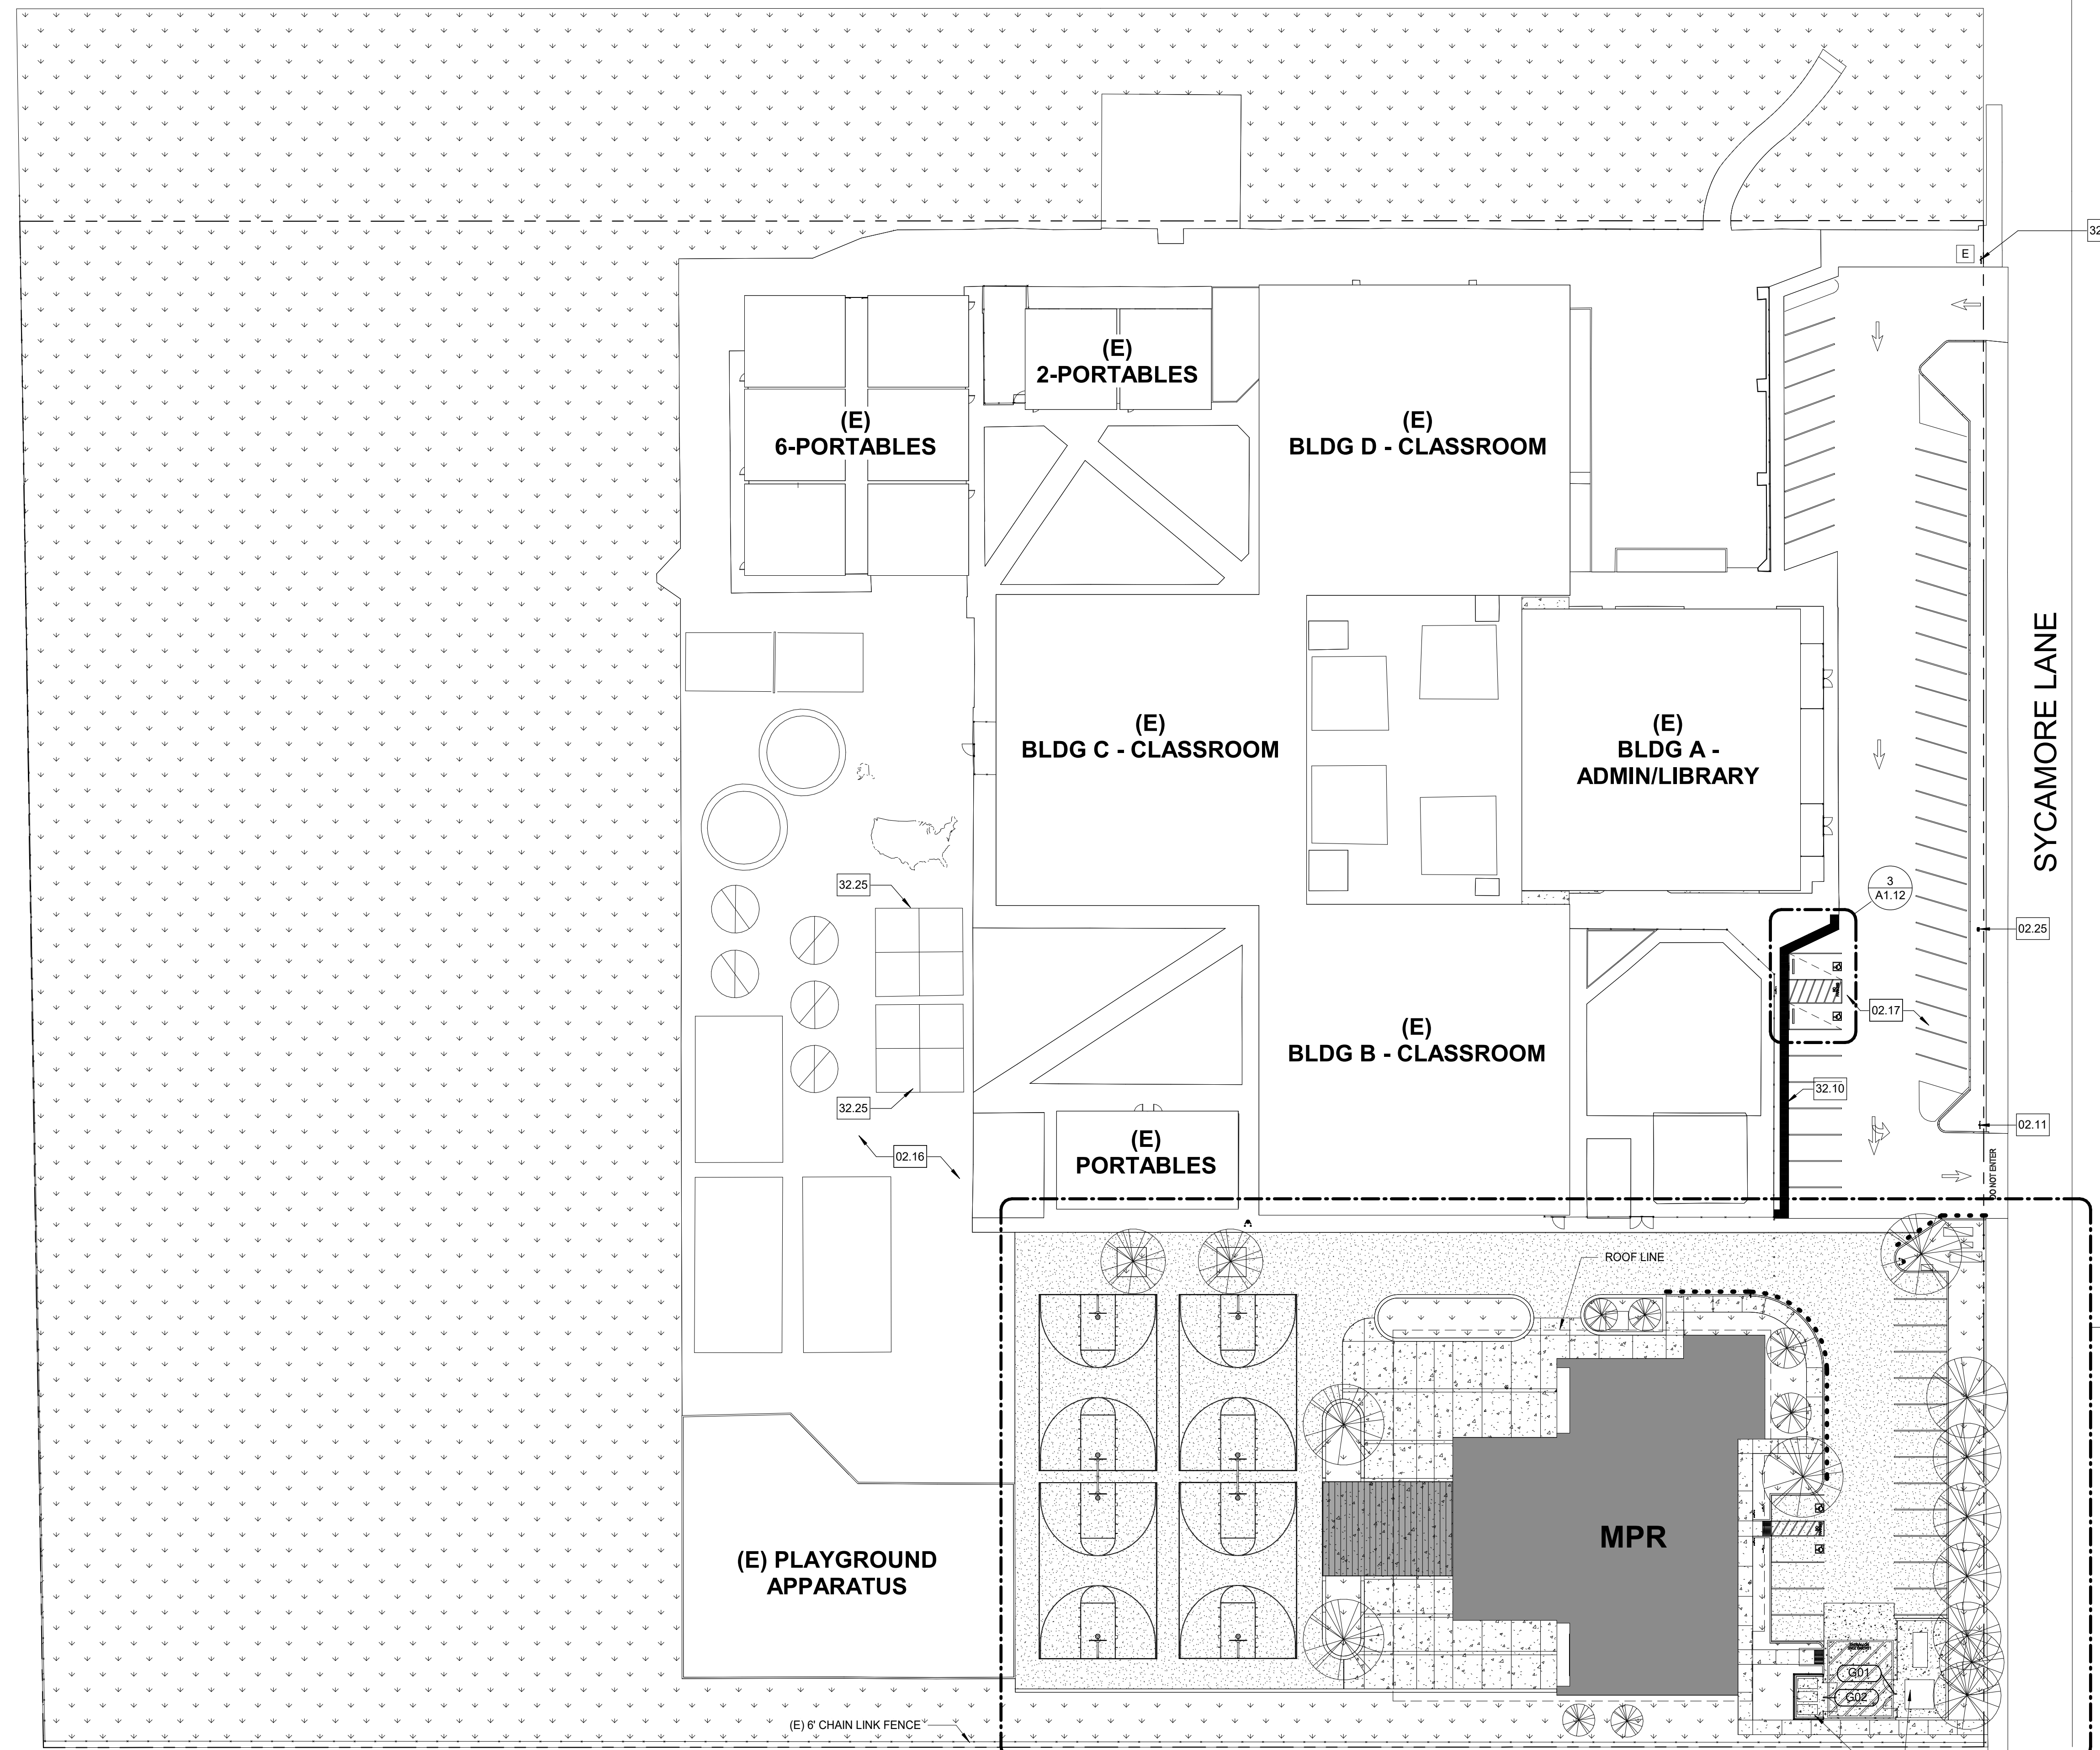 32
E
(E)
2-PORTABLES
(E)
6-PORTABLES
(E)
BLDG D - CLASSROOM
SYCAMORE LANE
(E)
BLDG C - CLASSROOM
(E)
BLDG A -
ADMIN/LIBRARY
32.25
3
A1.12
02.25
02.17
(E)
BLDG B - CLASSROOM
32.10
32.25
02.11
(E)
PORTABLES
02.16
DO NOT ENTER
ROOF LINE
MPR
(E) PLAYGROUND
APPARATUS
G01
G02
(E) 6' CHAIN LINK FENCE